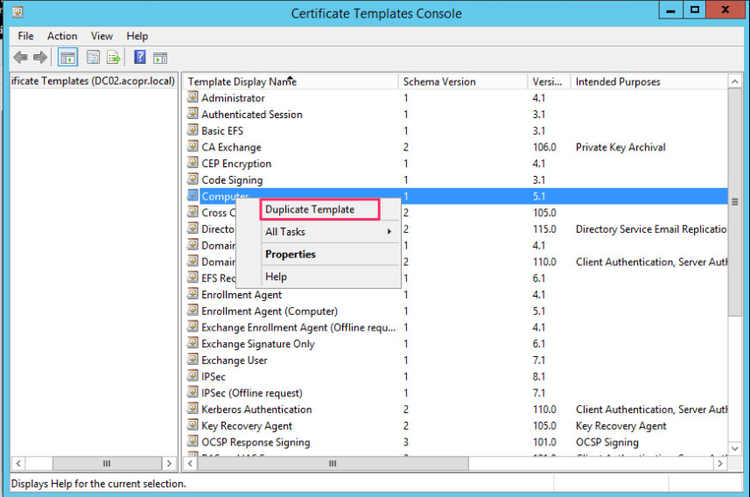 Certificate Templates Console
File Action View Help
ificate Templates (DC02.acopr.local)
Template Display Name Schema Version Versi... Intended Purposes
Administrator 1 4.1
Authenticated Session 1 3.1
Basic EFS 1 3.1
CA Exchange 2 106.0 Private Key Archival
CEP Encryption 1 4.1
Code Signing 1 3.1
Computer 1 5.1
Cross C 2 105.0
Directo 2 115.0 Directory Service Email Replication
Domain 1 4.1
Domai 2 110.0 Client Authentication, Server Auth
EFS Rec 1 6.1
Duplicate Template
All Tasks
Properties
Help
Enrollment Agent 1 4.1
Enrollment Agent (Computer) 1 5.1
Exchange Enrollment Agent (Offline requ... 1 4.1
Exchange Signature Only 1 6.1
Exchange User 1 7.1
IPSec 1 8.1
IPSec (Offline request) 1 7.1
Kerberos Authentication 2 110.0 Client Authentication, Server Auth
Key Recovery Agent 2 105.0 Key Recovery Agent
OCSP Response Signing 3 101.0 OCSP Signing
Displays Help for the current selection.